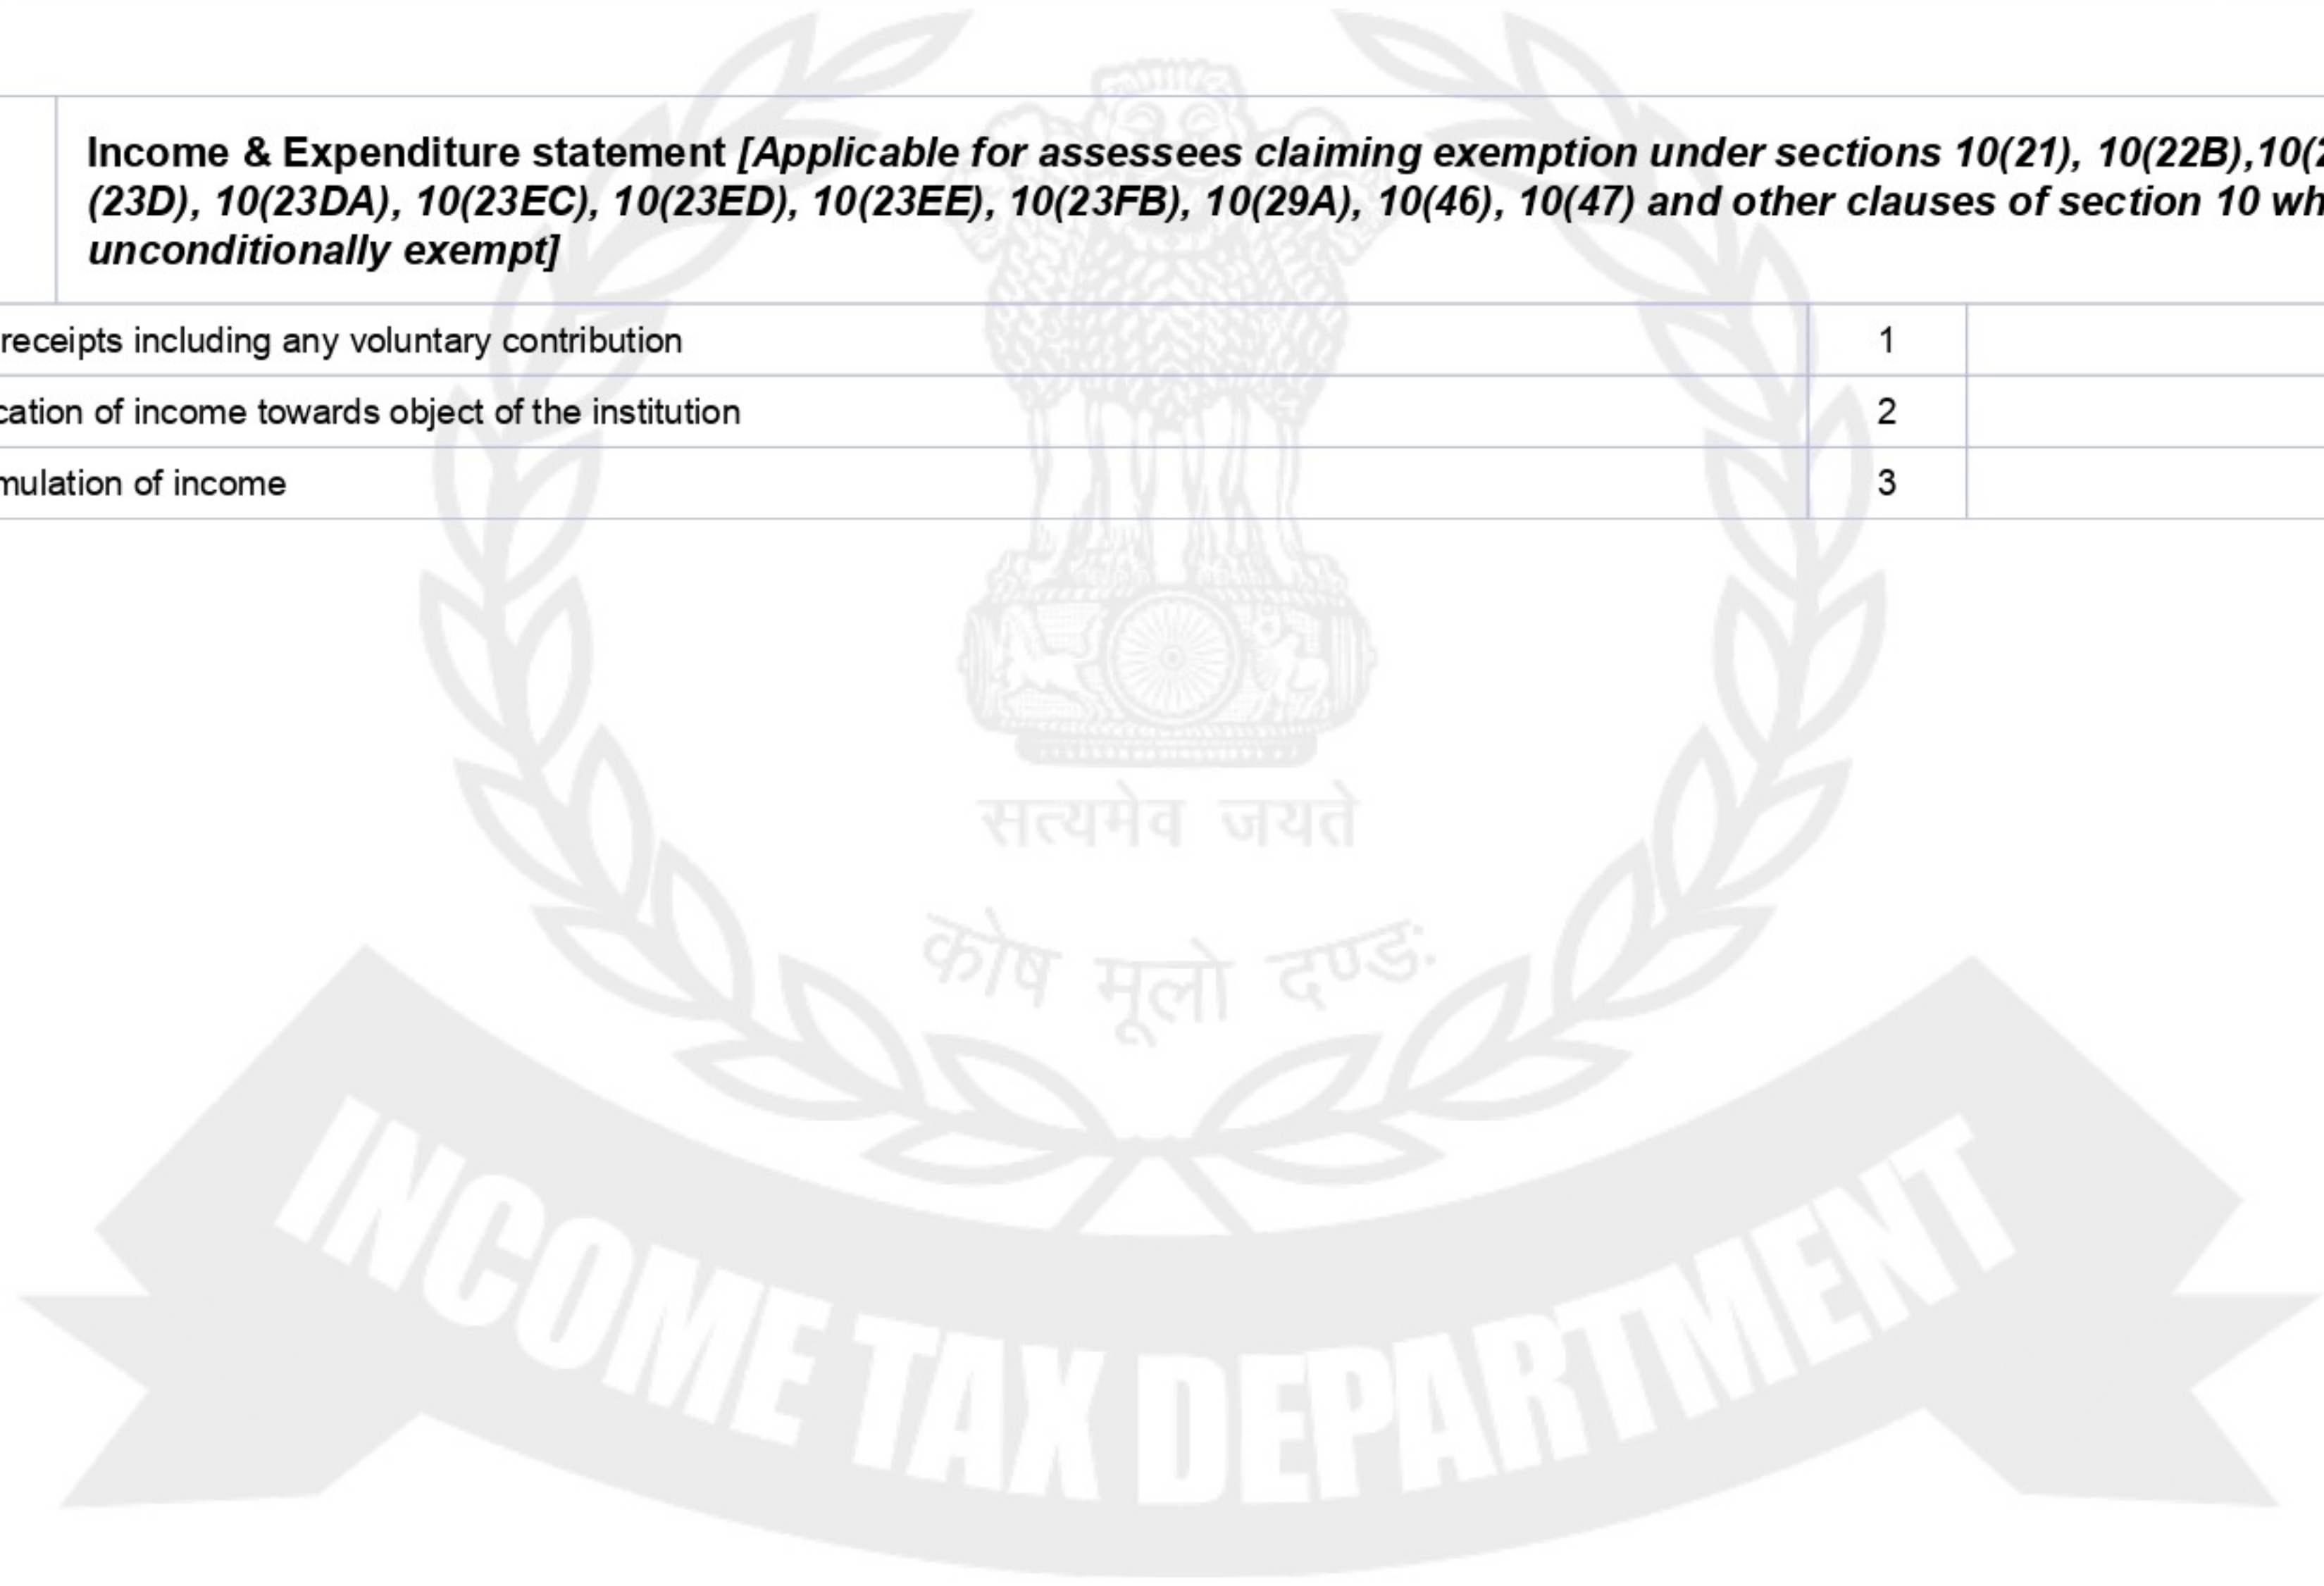 Income & Expenditure statement [Applicable for assessees claiming exemption under sections 10(21), 10(22B),10(2
(23D), 10(23DA), 10(23EC), 10(23ED), 10(23EE), 10(23FB), 10(29A), 10(46), 10(47) and other clauses of section 10 wh
unconditionally exempt]
receipts including any voluntary contribution 1
cation of income towards object of the institution 2
mulation of income 3
सत्यमेव जयते
कोष मूलो दण्डः
INCOME TAX DEPARTMENT